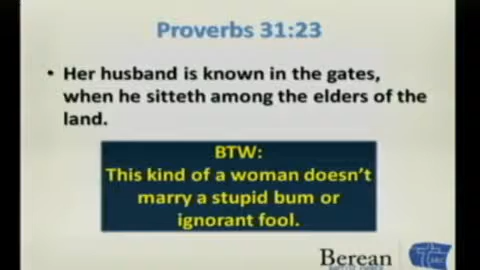 Proverbs 31:23
• Her husband is known in the gates,
when he sitteth among the elders of the
land.
BTW:
This kind of a woman doesn't
marry a stupid bum or
ignorant fool.
Berean